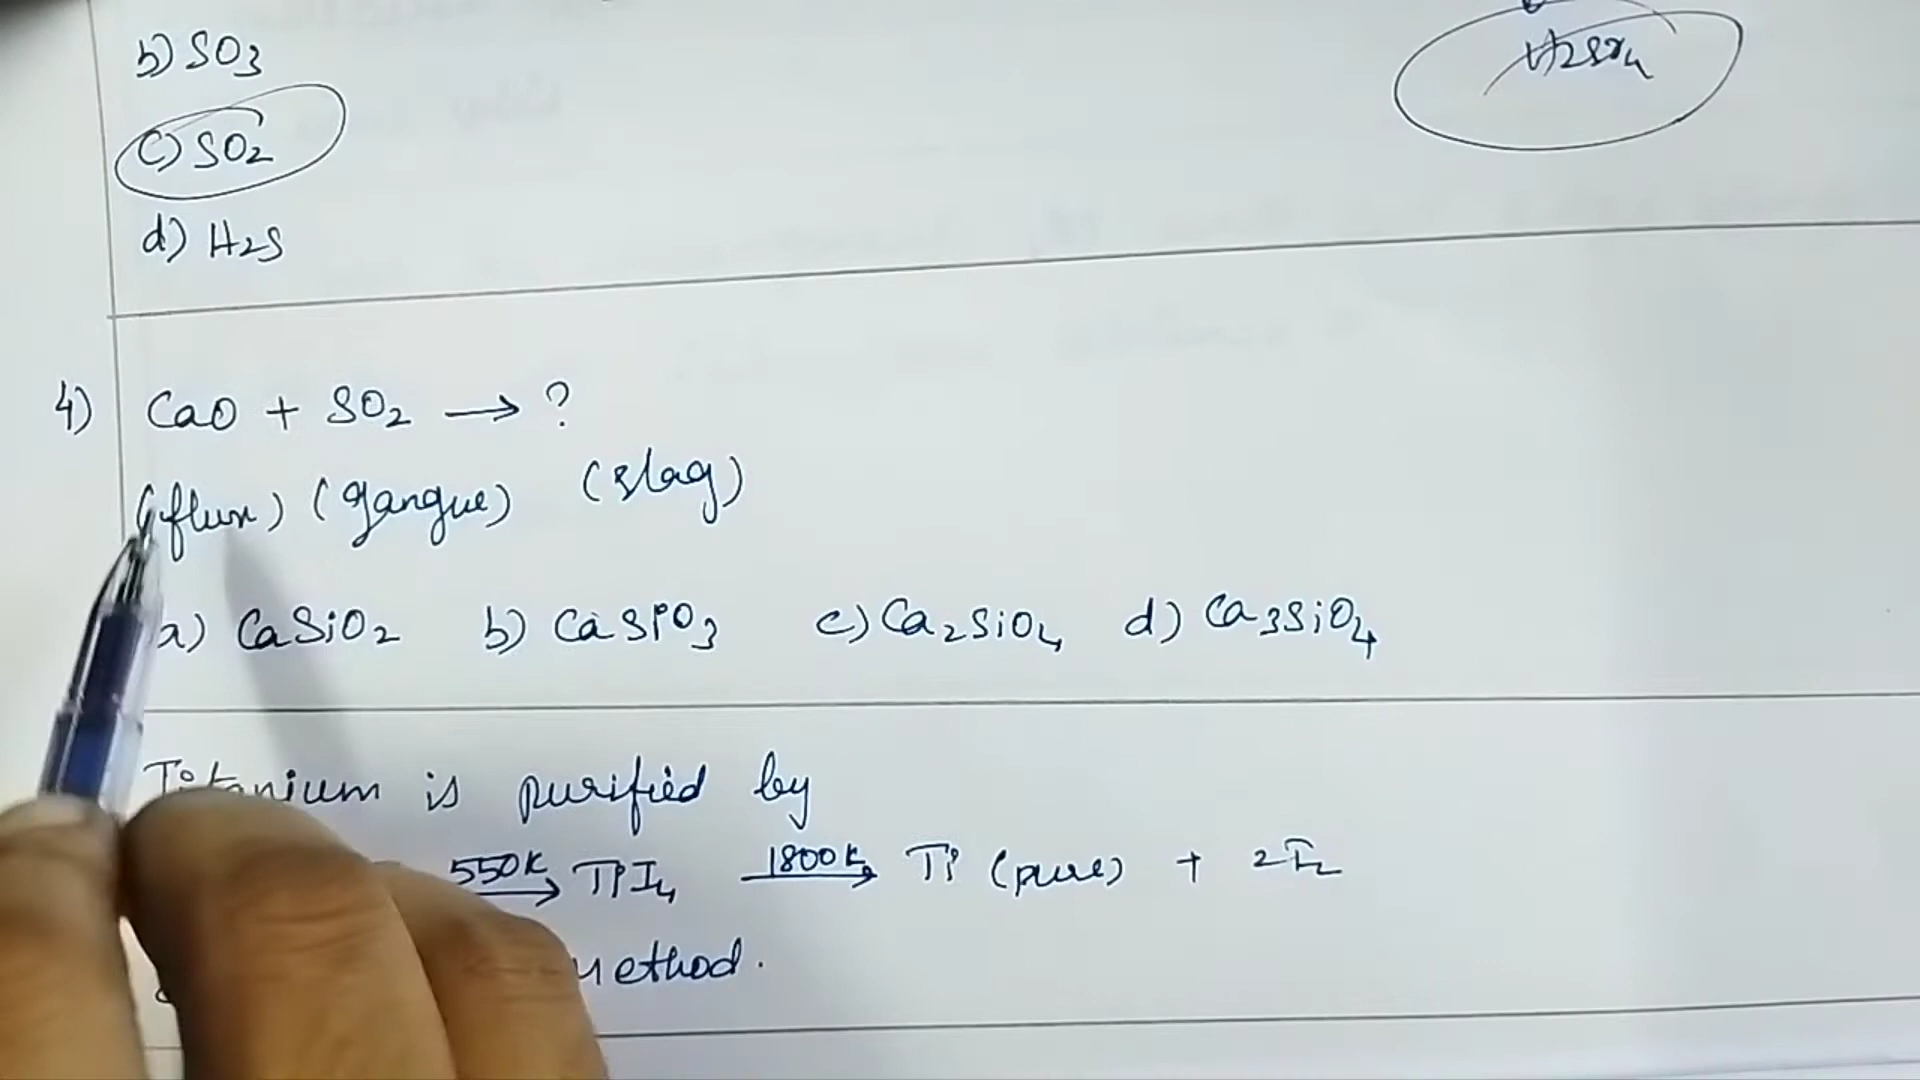 b) SO3
c) SO2
d) H2S
4) CaO + SO2 → ?
(flux) (gangue) (slag)
a) CaSiO2 b) CaSiO3 c) Ca2SiO4 d) Ca3SiO4
Titanium is purified by
550K → TiI4 1800K → Ti (pure) + 2I2
method.